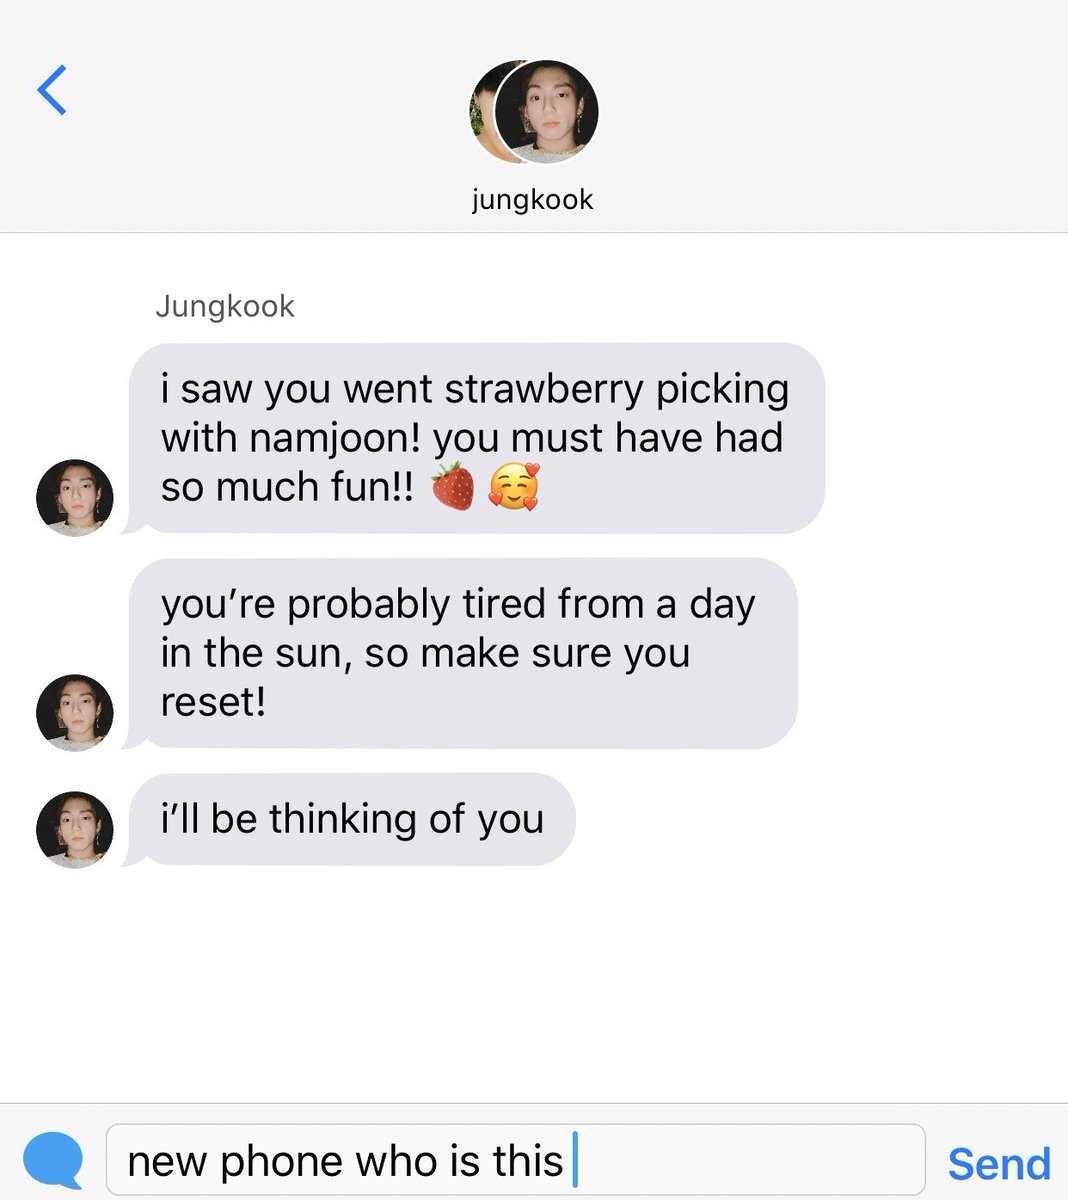 jungkook
Jungkook
i saw you went strawberry picking
with namjoon! you must have had
so much fun!! 🍓 🥰
you’re probably tired from a day
in the sun, so make sure you
reset!
i’ll be thinking of you
new phone who is this
Send